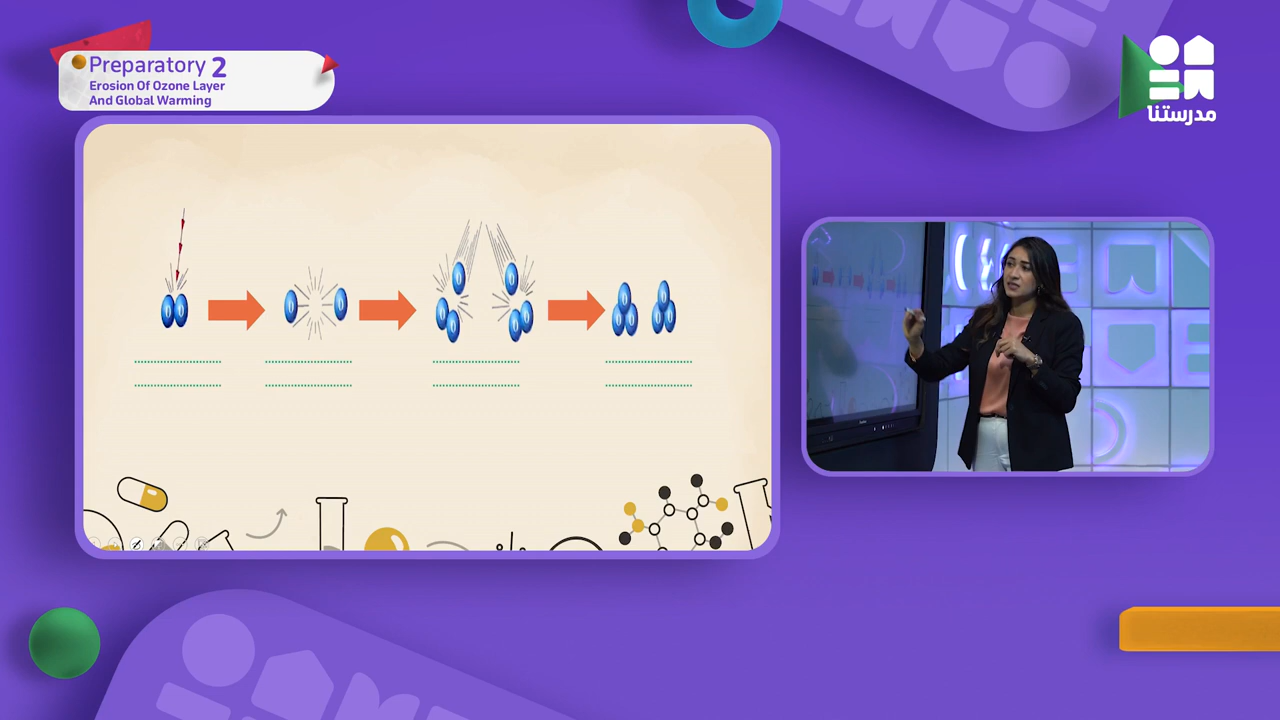 Preparatory 2
Erosion Of Ozone Layer
And Global Warming
مدرستنا